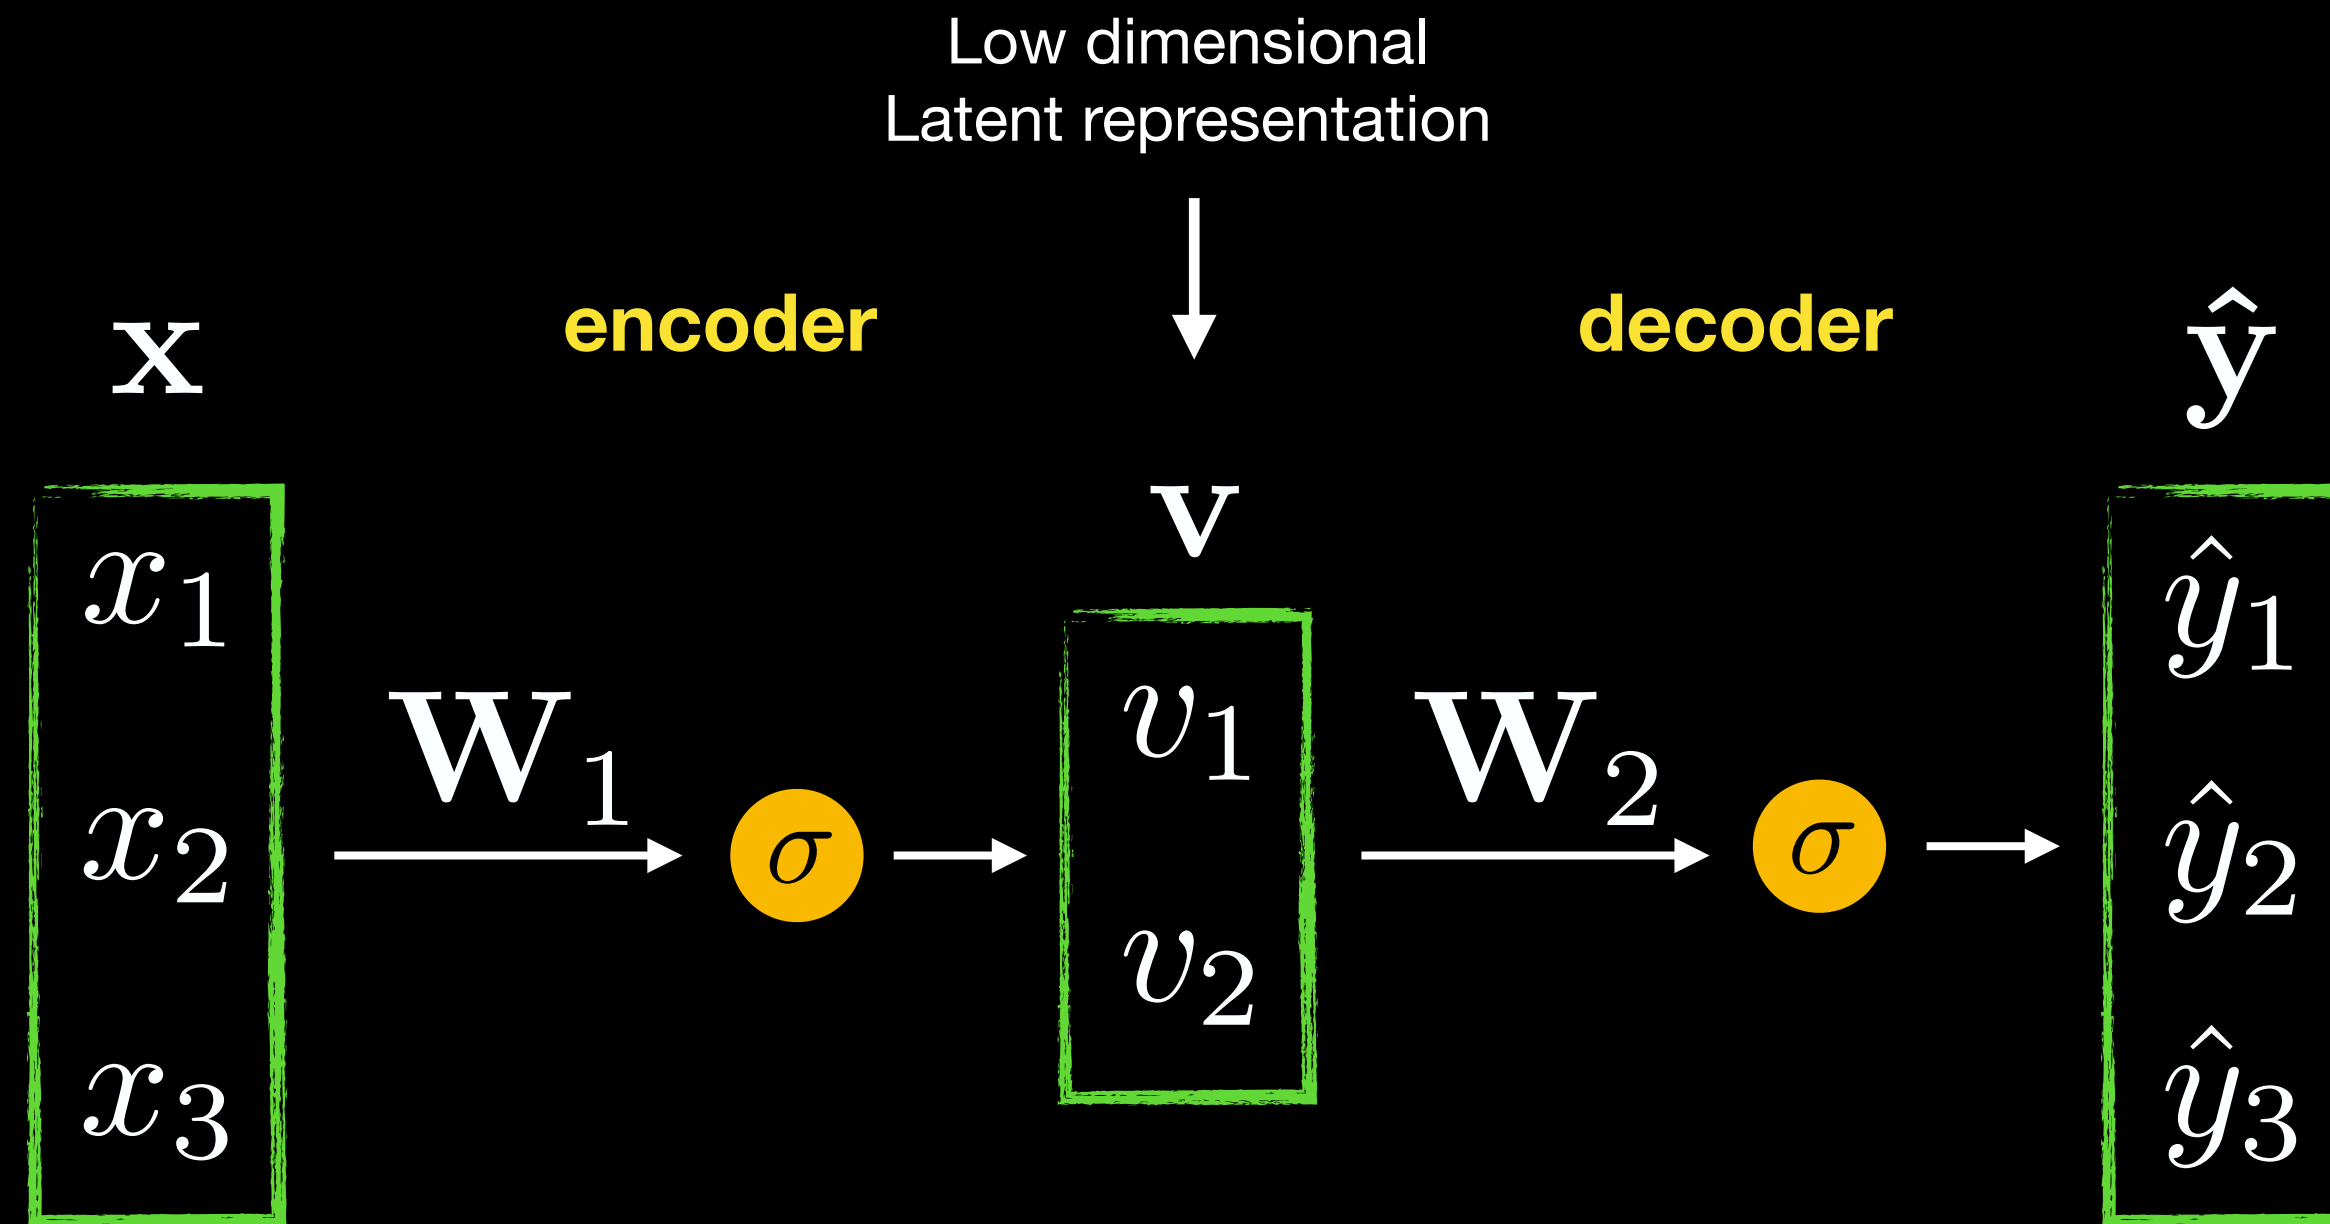 Low dimensional
Latent representation
x
encoder
decoder
ŷ
v
x₁
ŷ₁
W₁
v₁
W₂
x₂
σ
σ
ŷ₂
v₂
x₃
ŷ₃